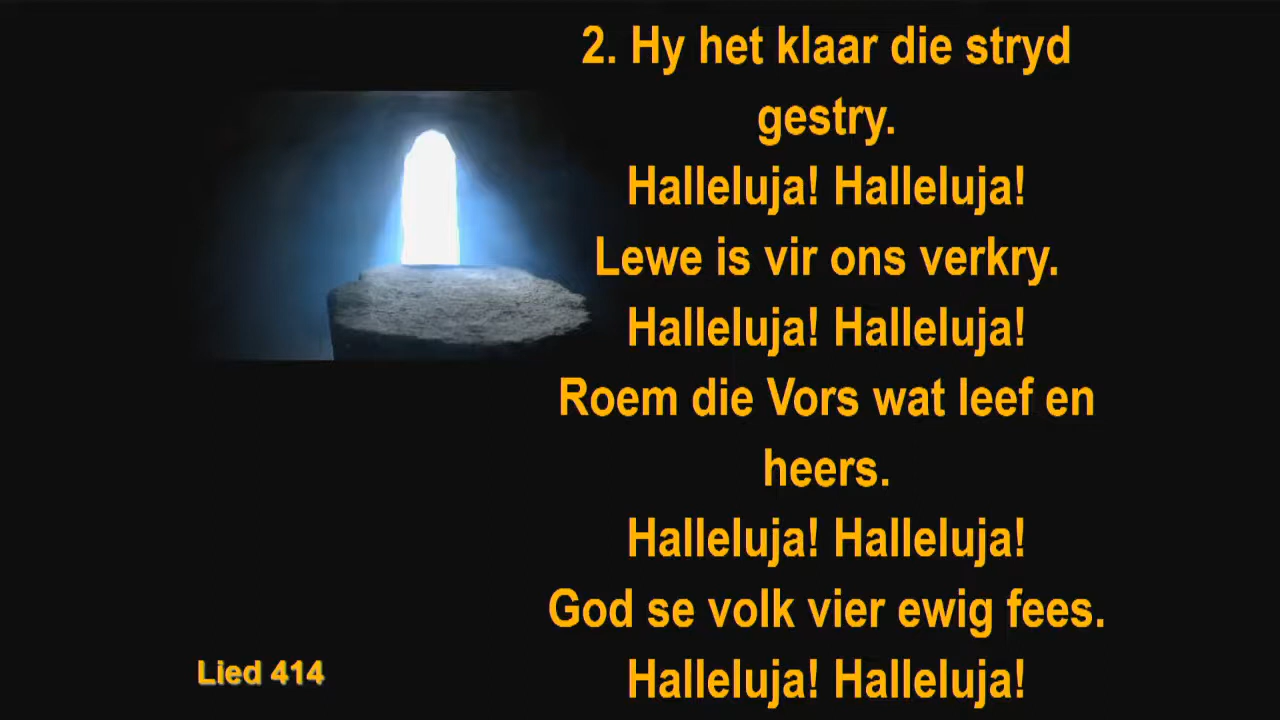 2. Hy het klaar die stryd
gestry.
Halleluja! Halleluja!
Lewe is vir ons verkry.
Halleluja! Halleluja!
Roem die Vors wat leef en
heers.
Halleluja! Halleluja!
God se volk vier ewig fees.
Halleluja! Halleluja!
Lied 414